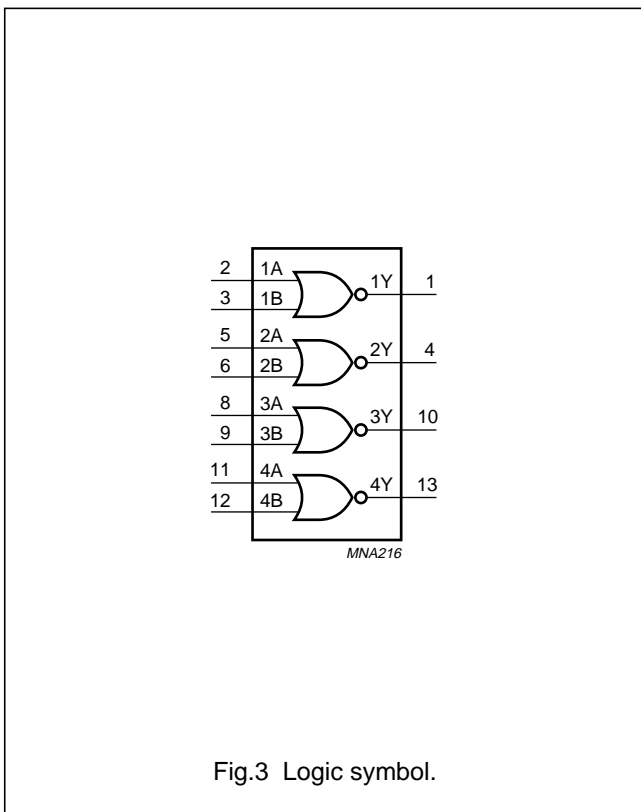 2 1A 1Y 1
3 1B
5 2A 2Y 4
6 2B
8 3A 3Y 10
9 3B
11 4A 4Y 13
12 4B
MNA216
Fig.3 Logic symbol.